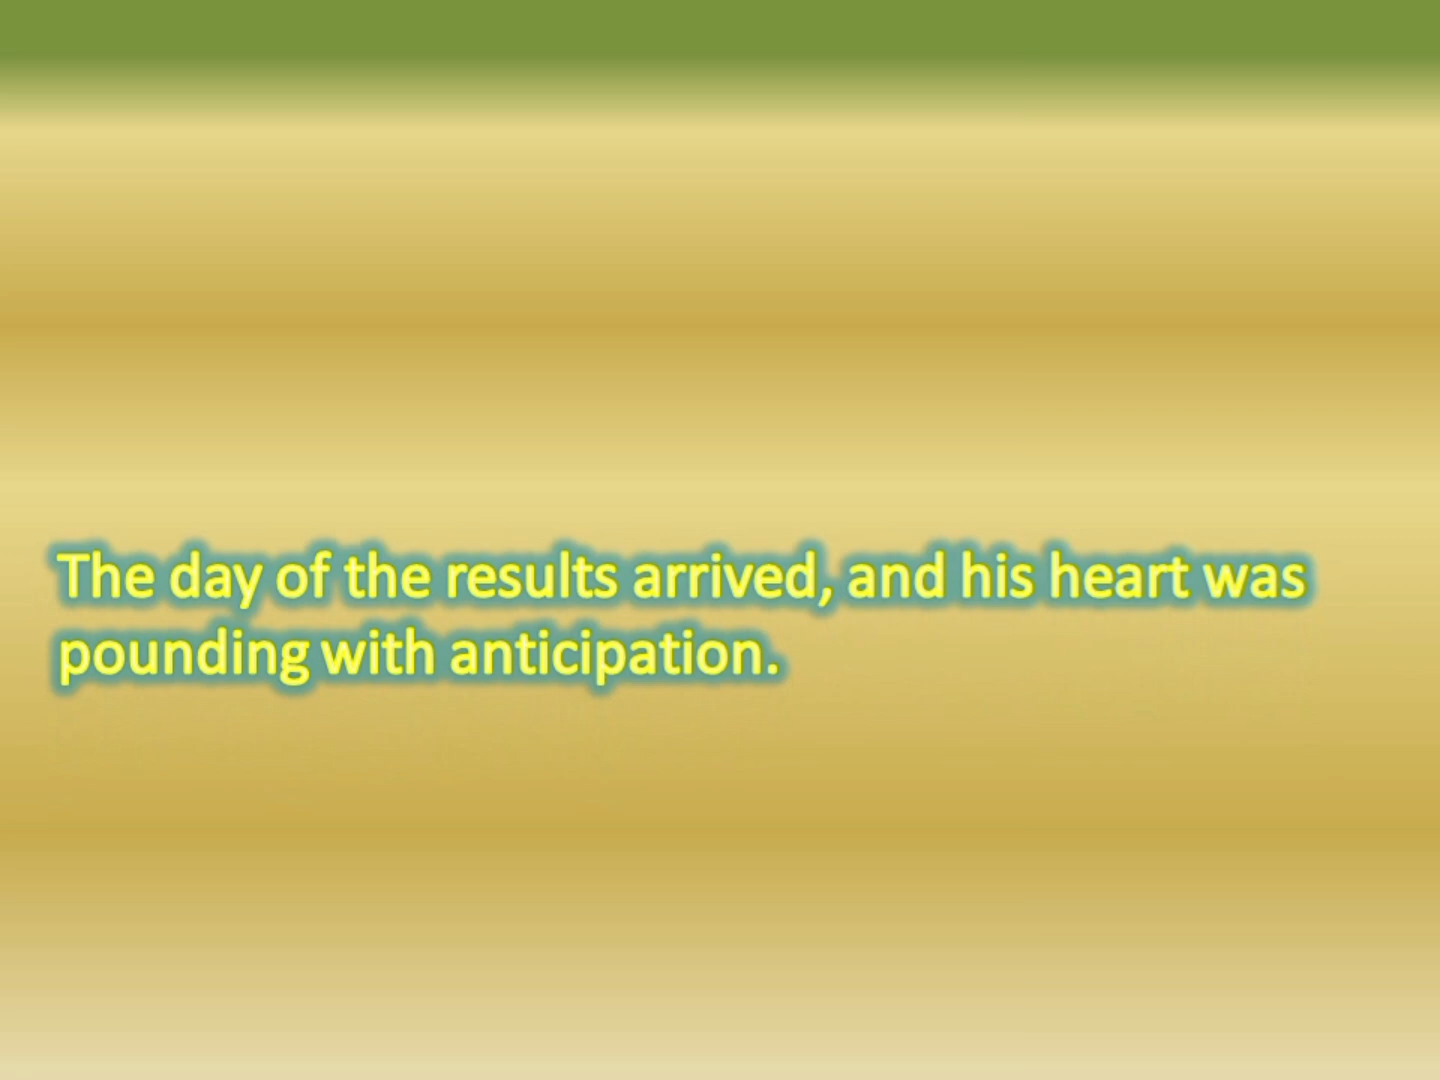 The day of the results arrived, and his heart was
pounding with anticipation.